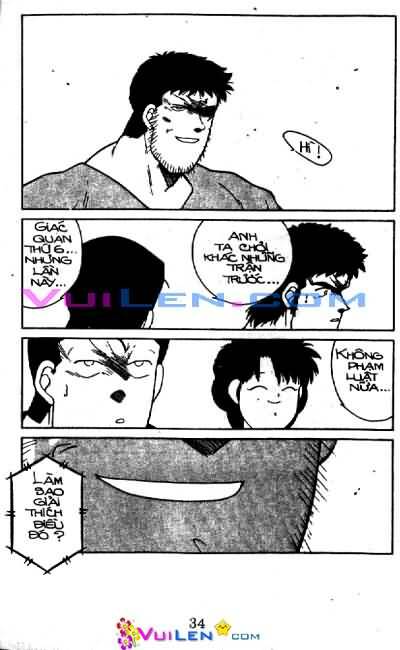 HÌ!
GIÁC
QUAN
THỨ 6
NHƯNG
LẦN
NÀY...
ANH
TA CHƠI
KHÁC NHỮNG
TRẬN
TRƯỚC...
VUILEN.COM
KHÔNG
PHẠM
LUẬT
NỮA...
LÀM
SAO
GIẢI
THÍCH
ĐIỀU
ĐÓ?
34
VUILEN.COM